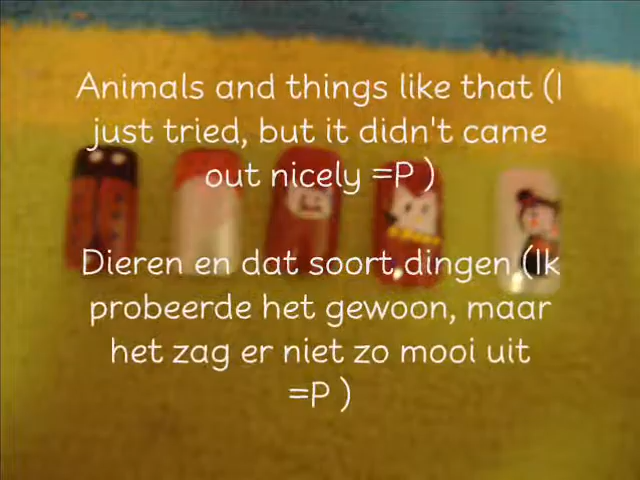 Animals and things like that (I
just tried, but it didn't came
out nicely =P )
Dieren en dat soort dingen (Ik
probeerde het gewoon, maar
het zag er niet zo mooi uit
=P )